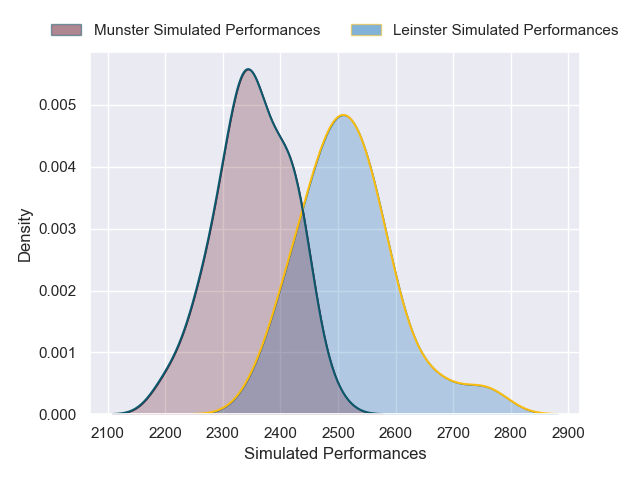 Munster Simulated Performances
Leinster Simulated Performances
Density
0.005
0.004
0.003
0.002
0.001
0.000
2100 2200 2300 2400 2500 2600 2700 2800 2900
Simulated Performances